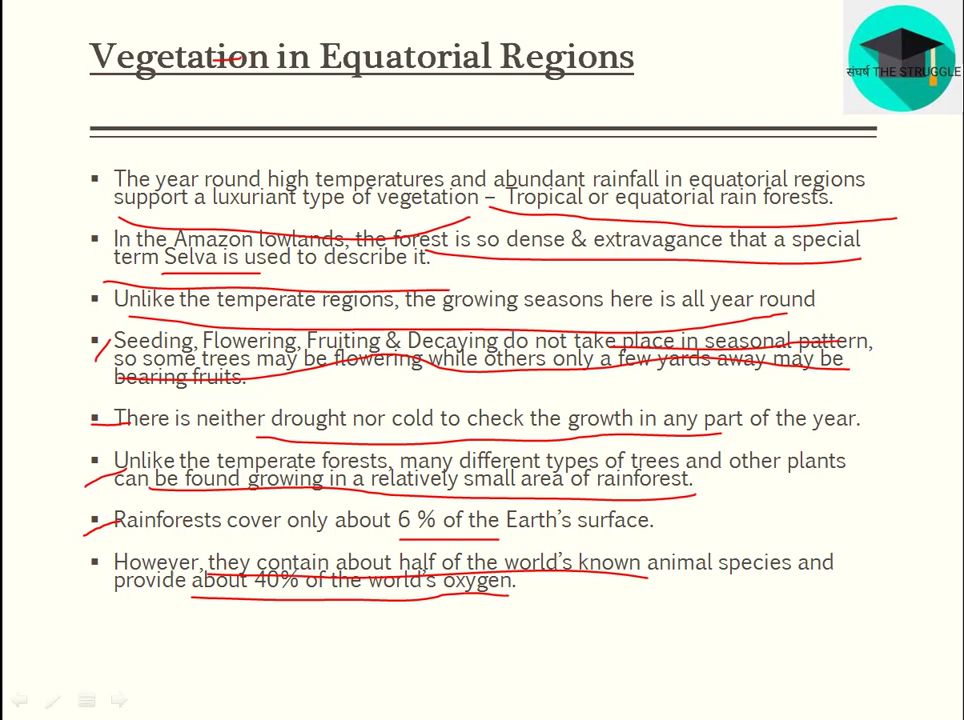 Vegetation in Equatorial Regions
संघर्ष THE STRUGGLE
▪ The year round high temperatures and abundant rainfall in equatorial regions
support a luxuriant type of vegetation – Tropical or equatorial rain forests.
▪ In the Amazon lowlands, the forest is so dense & extravagance that a special
term Selva is used to describe it.
▪ Unlike the temperate regions, the growing seasons here is all year round
▪ Seeding, Flowering, Fruiting & Decaying do not take place in seasonal pattern,
so some trees may be flowering while others only a few yards away may be
bearing fruits.
▪ There is neither drought nor cold to check the growth in any part of the year.
▪ Unlike the temperate forests, many different types of trees and other plants
can be found growing in a relatively small area of rainforest.
▪ Rainforests cover only about 6 % of the Earth's surface.
▪ However, they contain about half of the world's known animal species and
provide about 40% of the world's oxygen.